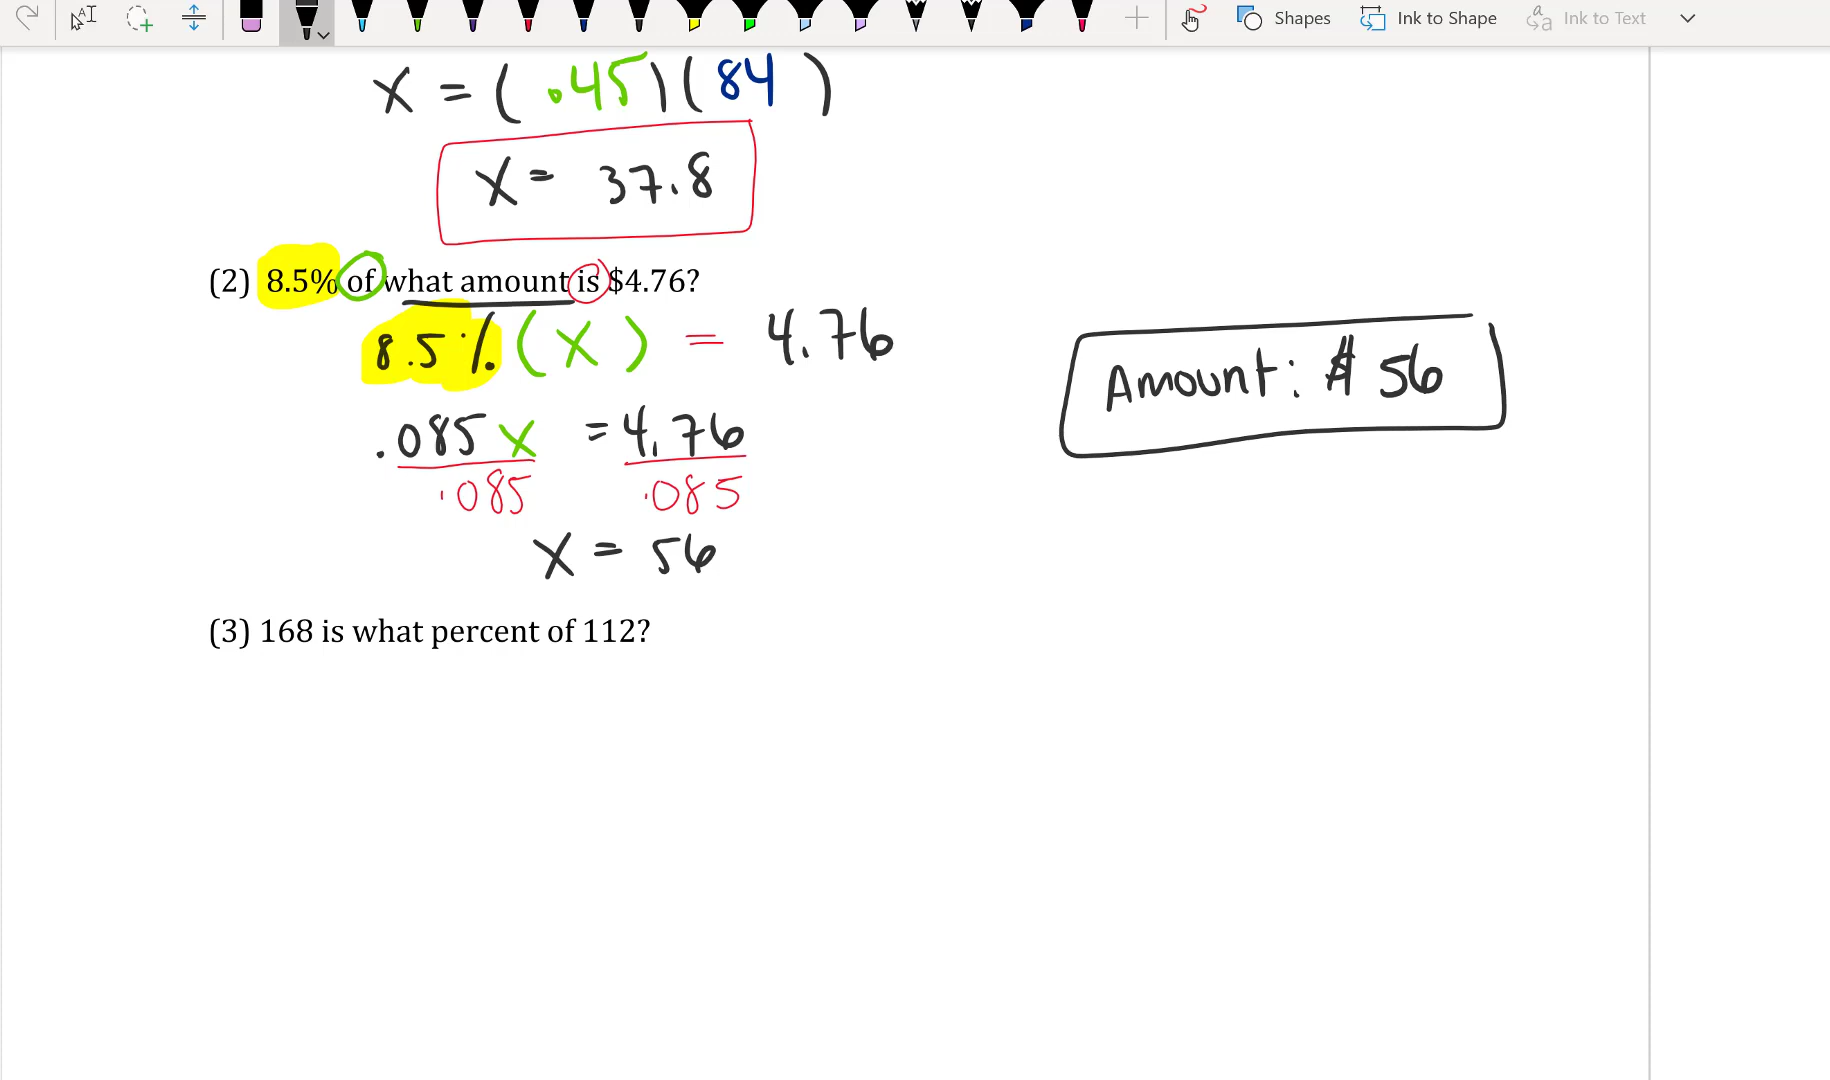 Shapes Ink to Shape Ink to Text
x = (.45)(84)
x = 37.8
(2) 8.5% of what amount is $4.76?
8.5% (x) = 4.76
Amount: $ 56
.085x = 4.76
.085 .085
x = 56
(3) 168 is what percent of 112?